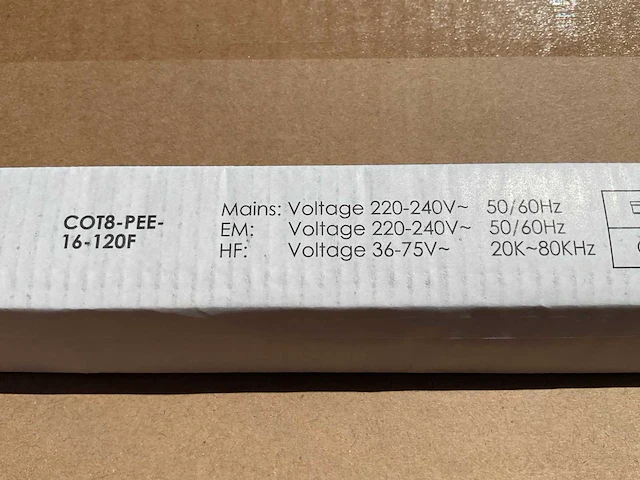 COT8-PEE-
16-120F
Mains: Voltage 220-240V~ 50/60Hz
EM: Voltage 220-240V~ 50/60Hz
HF: Voltage 36-75V~ 20K~80KHz